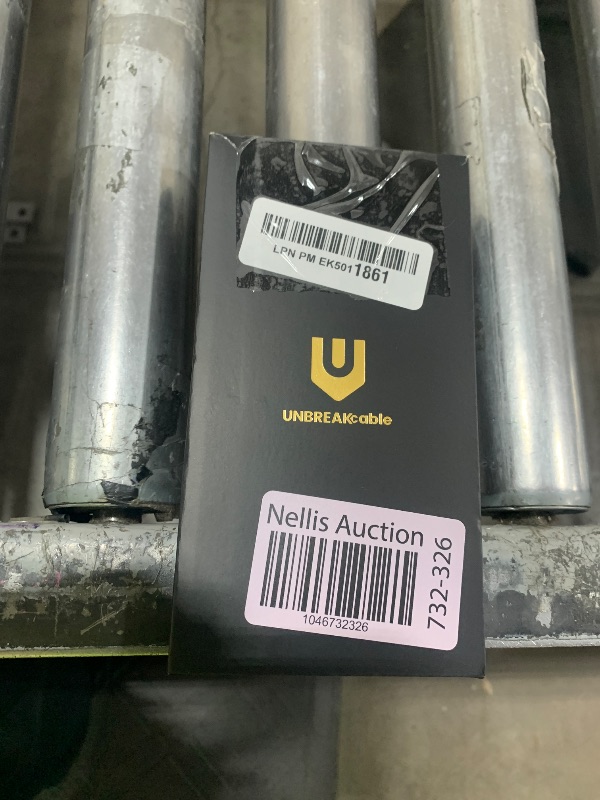 LPN PM EK5011861
UNBREAKcable
Nellis Auction
1046732326
732-326